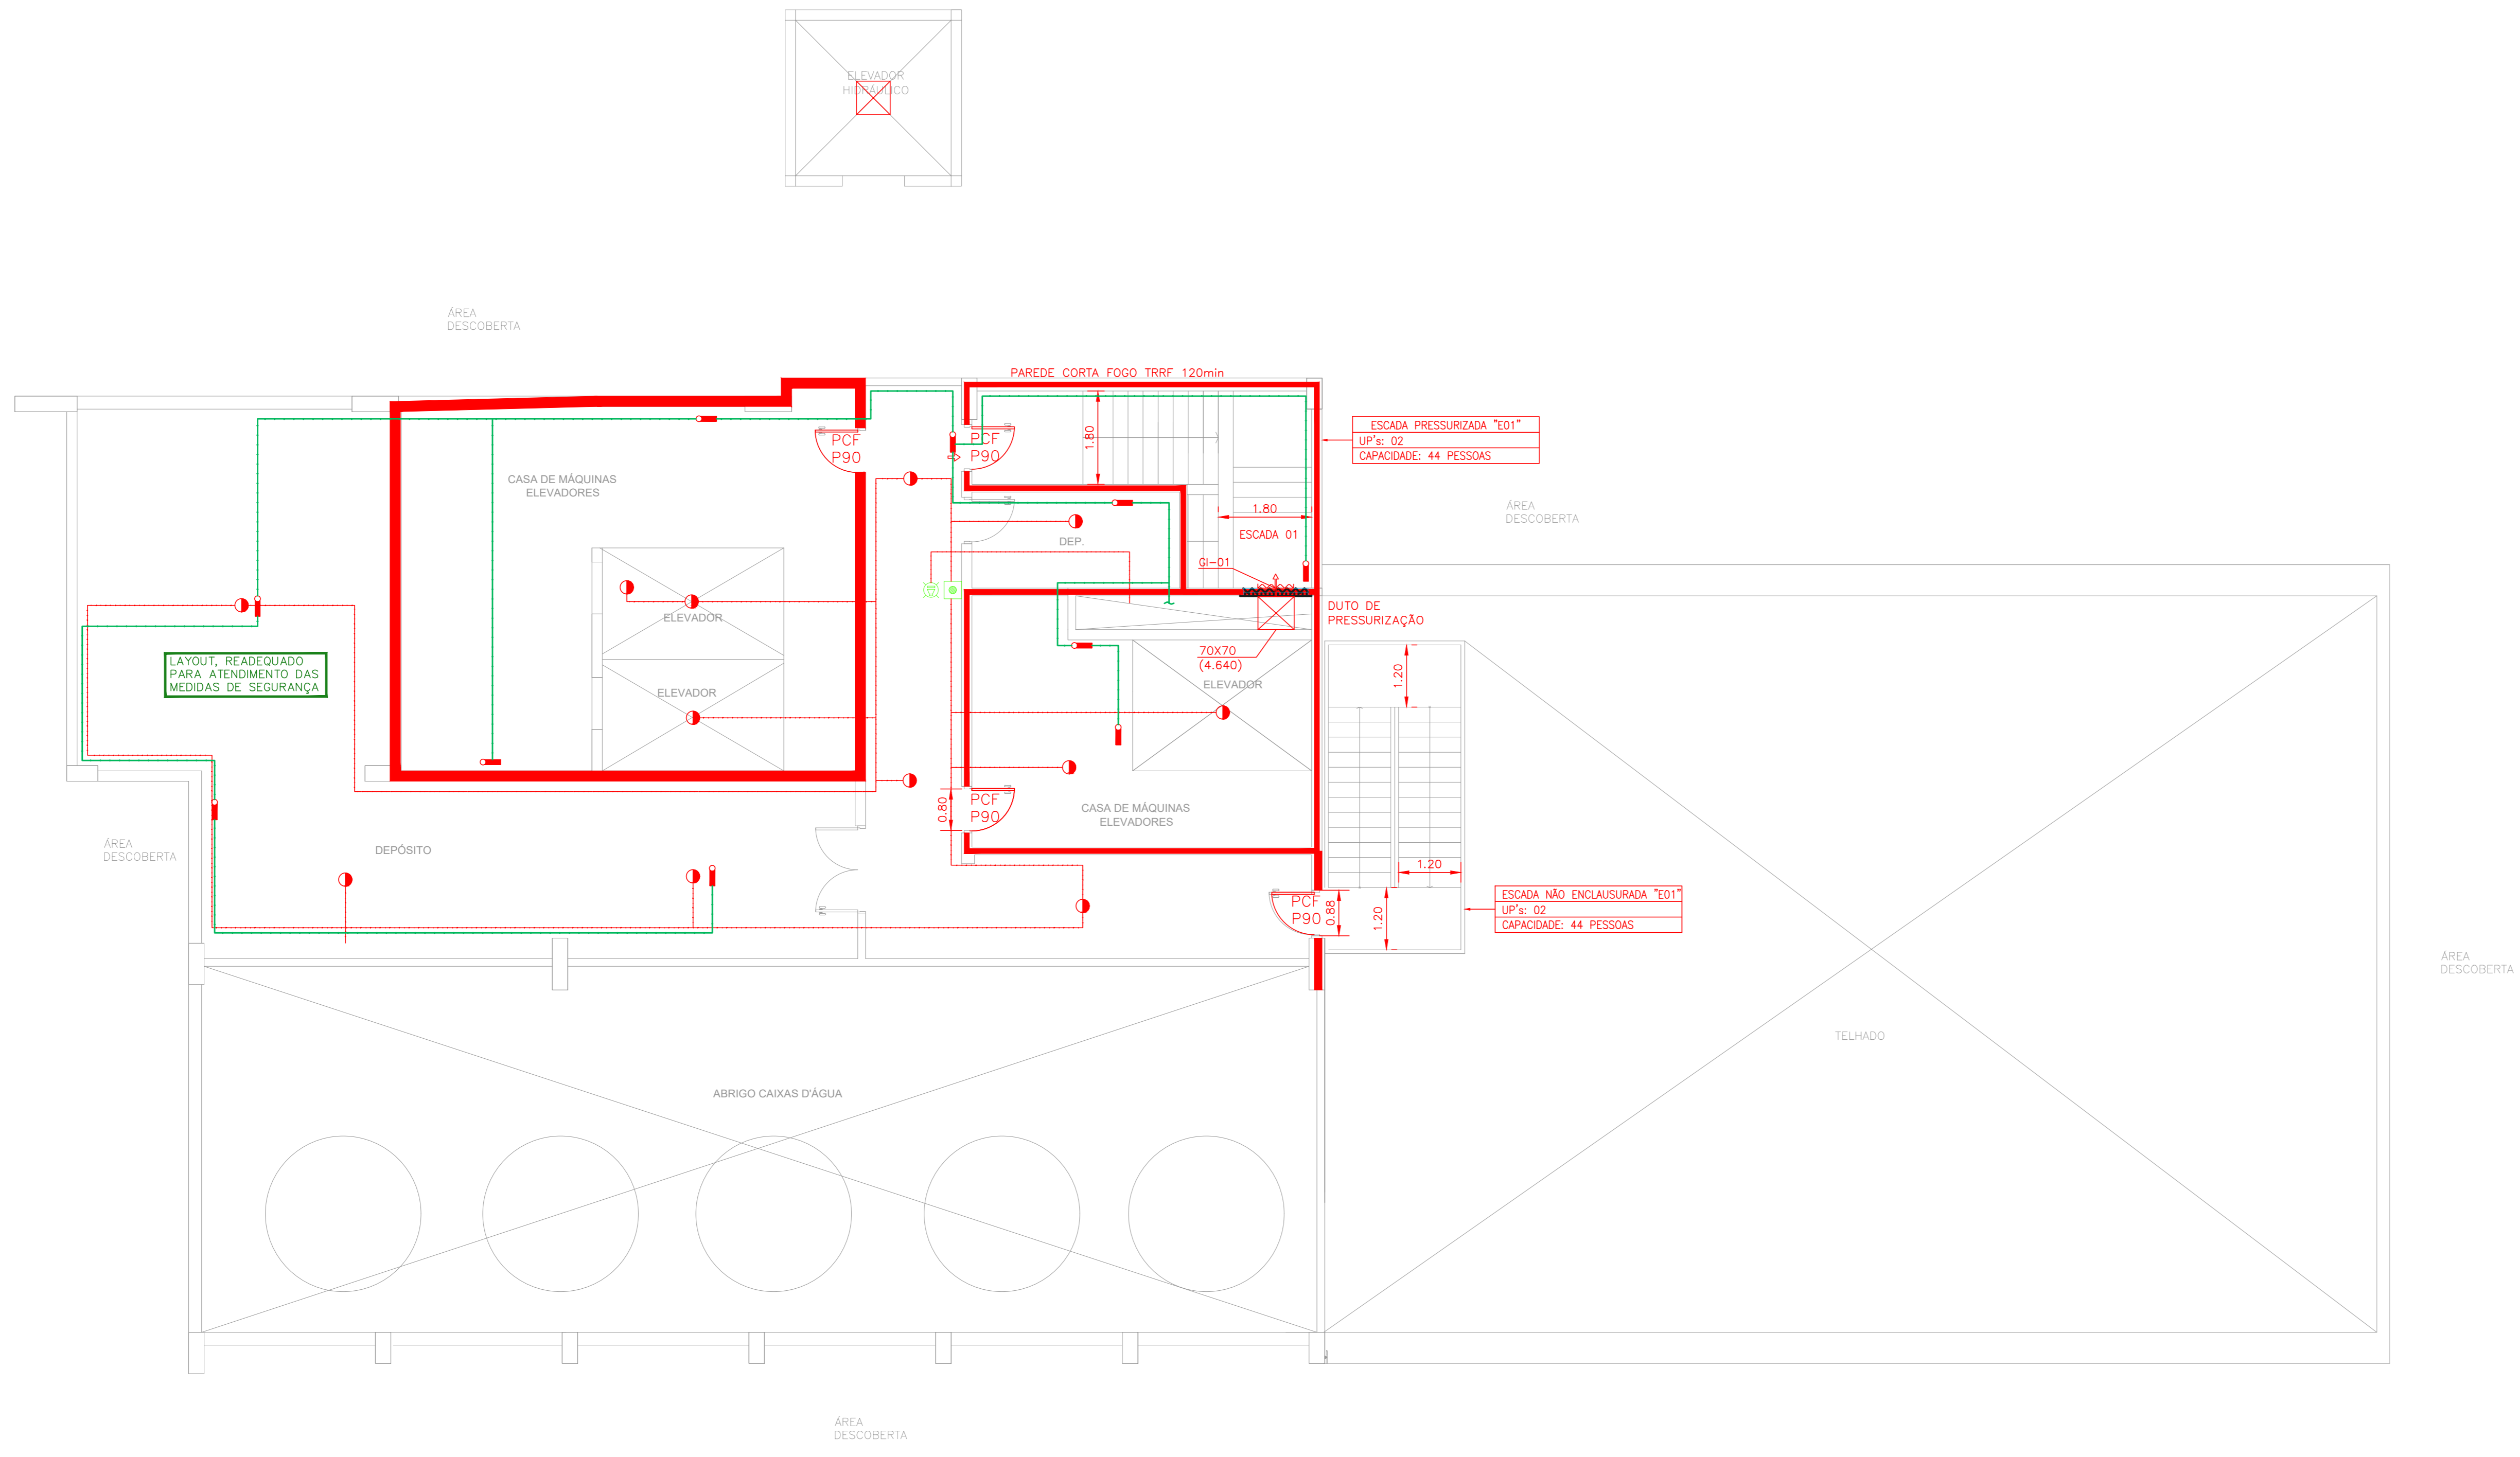 ELEVADOR
HIDRÁULICO
ÁREA
DESCOBERTA
PAREDE CORTA FOGO TRRF 120min
ESCADA PRESSURIZADA "E01"
UP's: 02
CAPACIDADE: 44 PESSOAS
PCF
P90
PCF
P90
1.80
CASA DE MÁQUINAS
ELEVADORES
ÁREA
DESCOBERTA
1.80
ESCADA 01
DEP.
GI-01
ELEVADOR
DUTO DE
PRESSURIZAÇÃO
70X70
(4.640)
ELEVADOR
LAYOUT, READEQUADO
PARA ATENDIMENTO DAS
MEDIDAS DE SEGURANÇA
ELEVADOR
1.20
PCF
P90
0.80
CASA DE MÁQUINAS
ELEVADORES
ÁREA
DESCOBERTA
DEPÓSITO
1.20
PCF
P90
0.88
1.20
ESCADA NÃO ENCLAUSURADA "E01"
UP's: 02
CAPACIDADE: 44 PESSOAS
ÁREA
DESCOBERTA
TELHADO
ABRIGO CAIXAS D'ÁGUA
ÁREA
DESCOBERTA